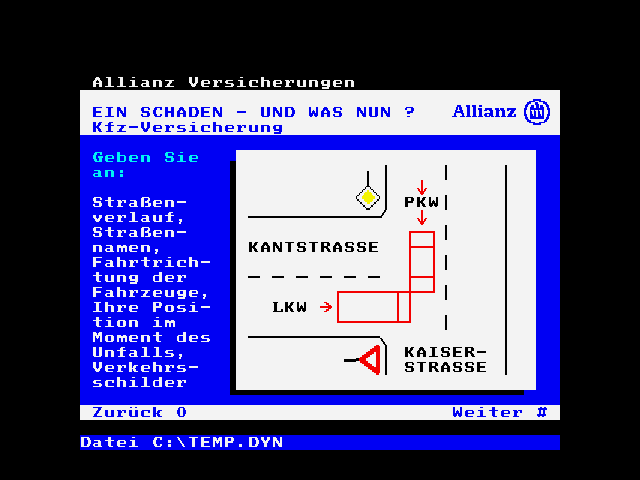 Allianz Versicherungen
EIN SCHADEN - UND WAS NUN ?
Allianz
Kfz-Versicherung
Geben Sie
an:
Straßen-
verlauf,
Straßen-
namen,
Fahrtrich-
tung der
Fahrzeuge,
Ihre Posi-
tion im
Moment des
Unfalls,
Verkehrs-
schilder
PKW
KANTSTRASSE
LKW
KAISER-
STRASSE
Zurück 0
Weiter #
Datei C:\TEMP.DYN